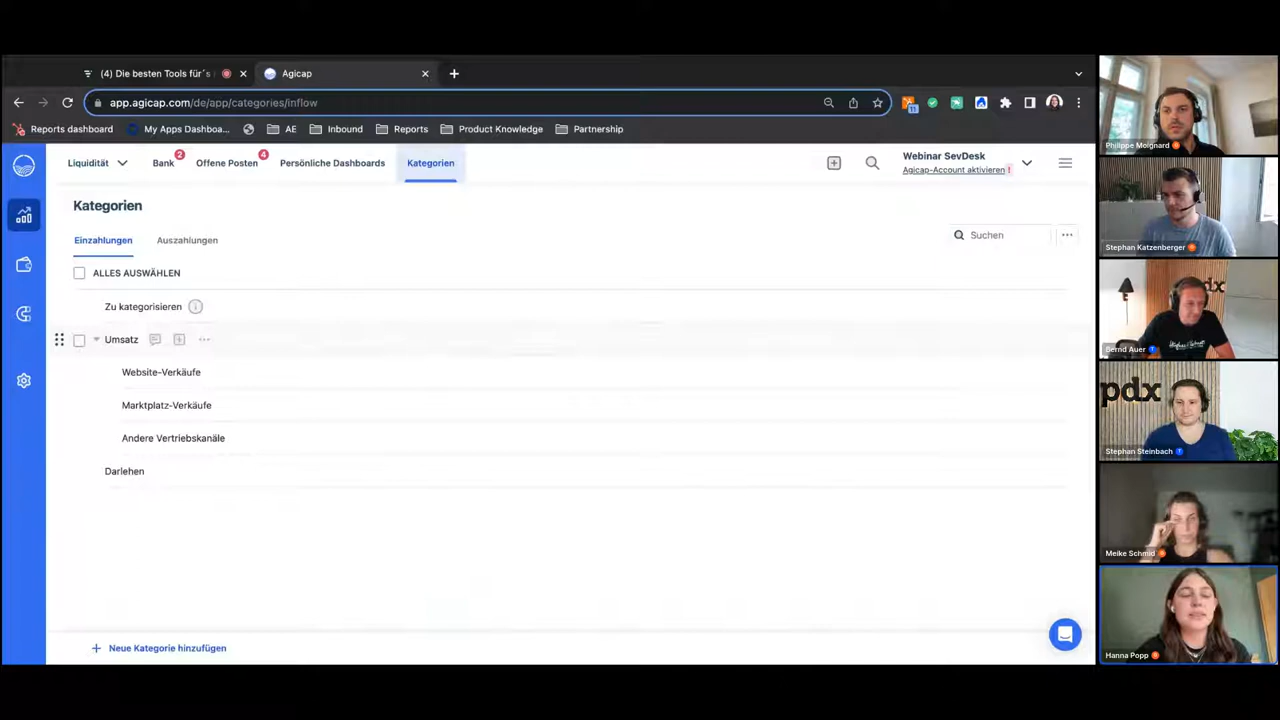 (4) Die besten Tools für´s
Agicap
app.agicap.com/de/app/categories/inflow
11
Reports dashboard
My Apps Dashboa...
AE
Inbound
Reports
Product Knowledge
Partnership
Liquidität
Bank
2
Offene Posten
4
Persönliche Dashboards
Kategorien
Webinar SevDesk
Agicap-Account aktivieren !
Kategorien
Einzahlungen
Auszahlungen
Suchen
ALLES AUSWÄHLEN
Zu kategorisieren
Umsatz
Website-Verkäufe
Marktplatz-Verkäufe
Andere Vertriebskanäle
Darlehen
+ Neue Kategorie hinzufügen
Philippe Moignard
Stephan Katzenberger
dx
Bernd Auer
pdx
Stephan Steinbach
Meike Schmid
Hanna Popp